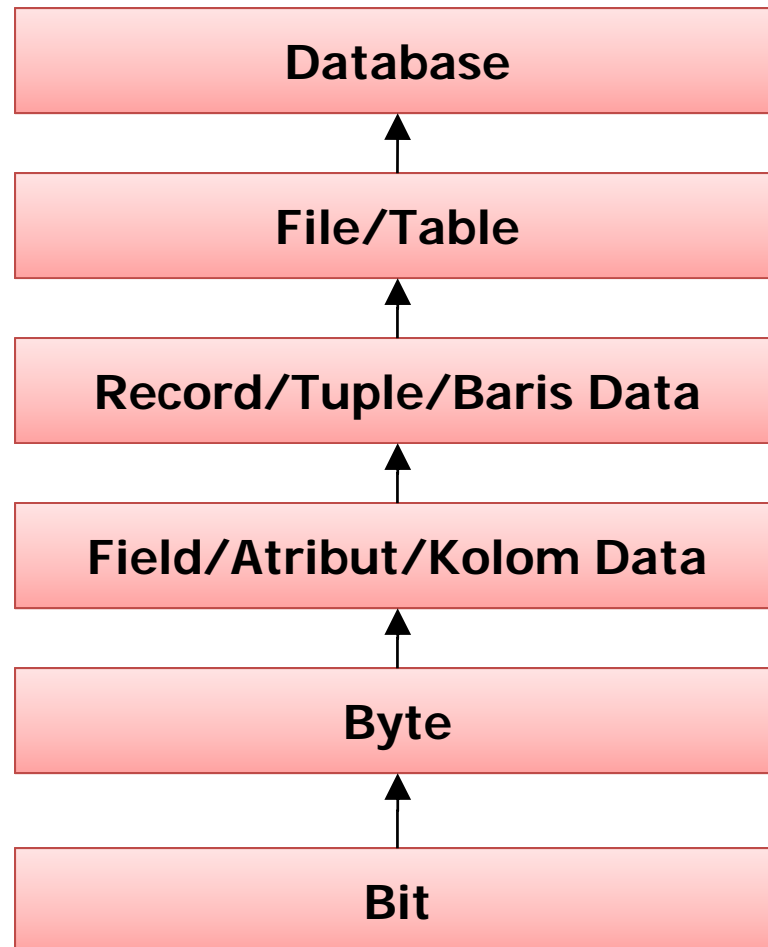 Database
File/Table
Record/Tuple/Baris Data
Field/Atribut/Kolom Data
Byte
Bit